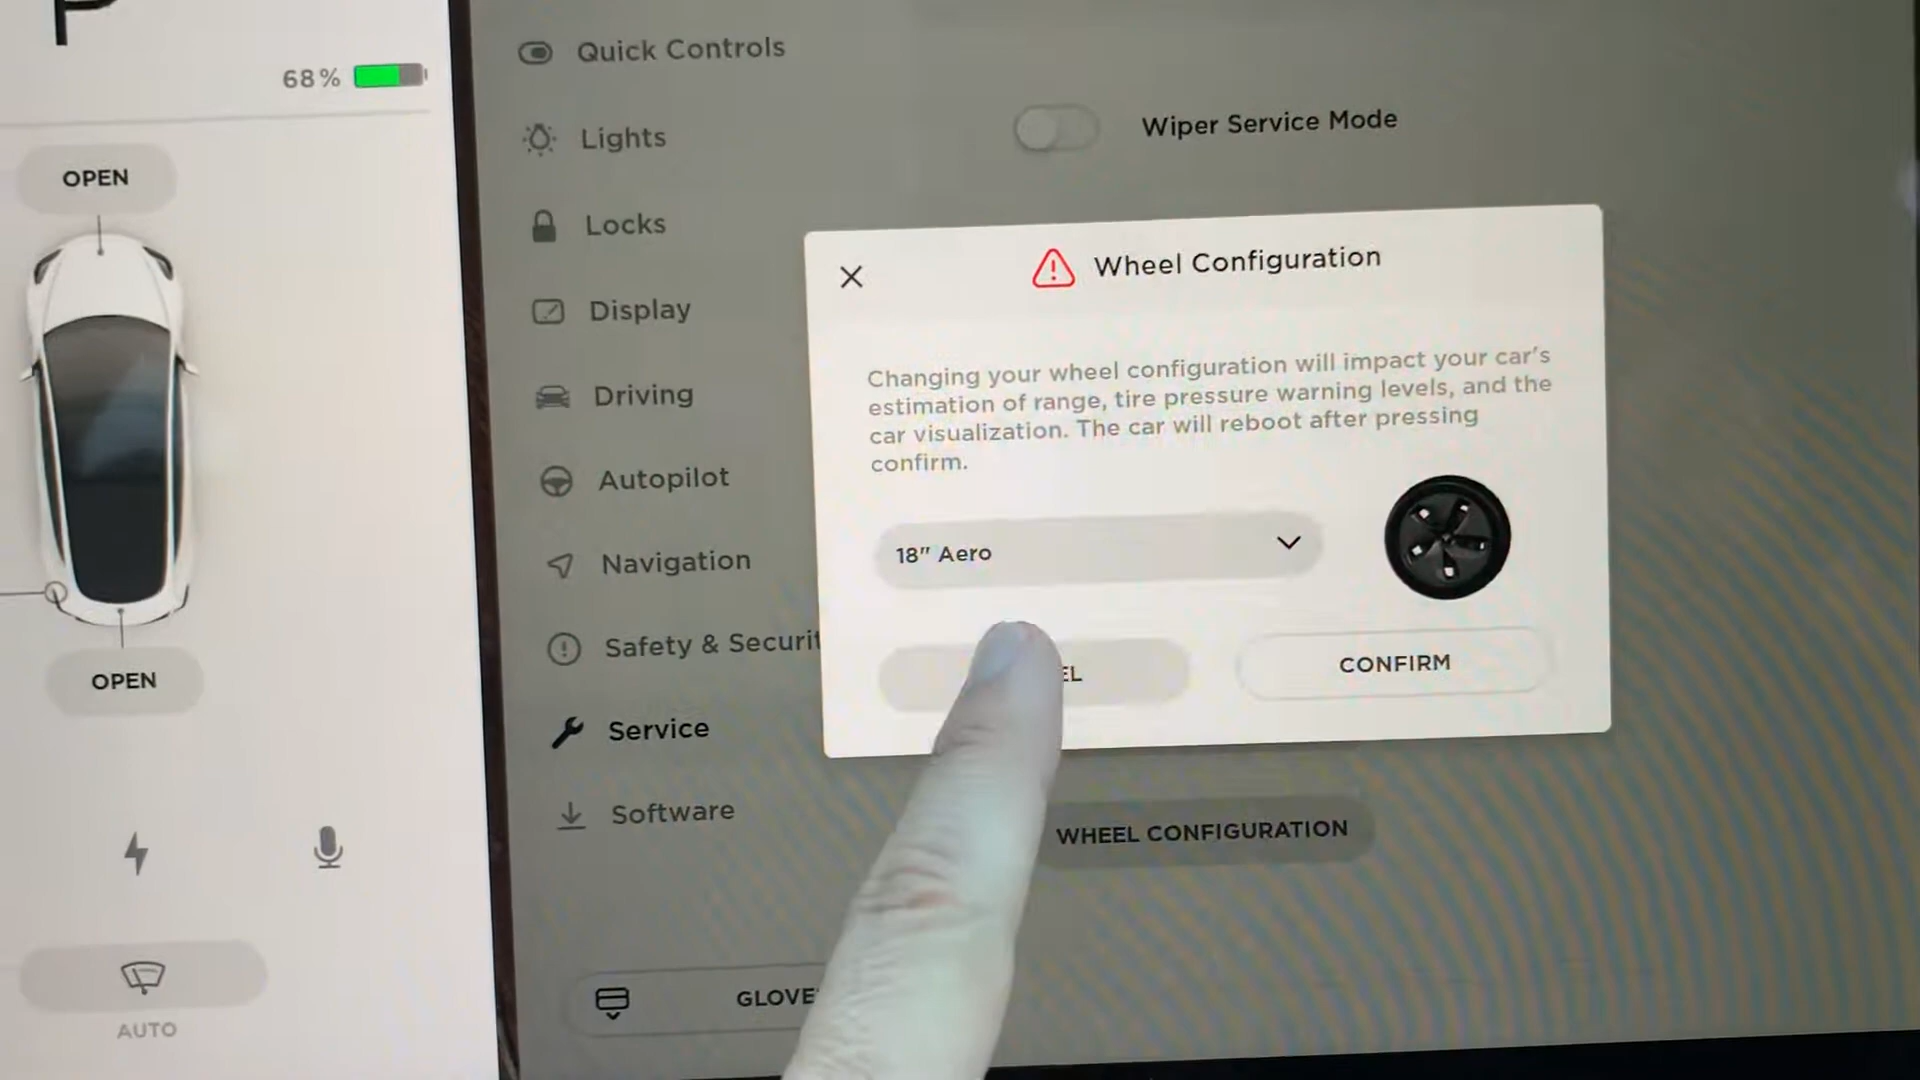 P
68%
OPEN
OPEN
AUTO
Quick Controls
Lights
Locks
Display
Driving
Autopilot
Navigation
Safety & Securit
Service
Software
GLOVE
Wiper Service Mode
Wheel Configuration
Changing your wheel configuration will impact your car's
estimation of range, tire pressure warning levels, and the
car visualization. The car will reboot after pressing
confirm.
18" Aero
EL
CONFIRM
WHEEL CONFIGURATION